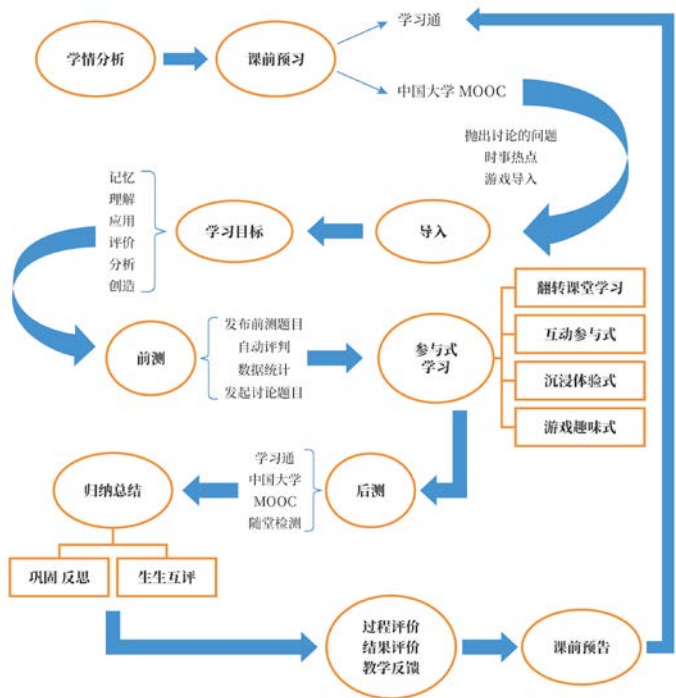 学情分析
课前预习
学习通
中国大学 MOOC
抛出讨论的问题
时事热点
游戏导入
导入
学习目标
记忆
理解
应用
评价
分析
创造
前测
发布前测题目
自动评判
数据统计
发起讨论题目
参与式
学习
翻转课堂学习
互动参与式
沉浸体验式
游戏趣味式
后测
学习通
中国大学
MOOC
随堂检测
归纳总结
巩固 反思
生生互评
过程评价
结果评价
教学反馈
课前预告